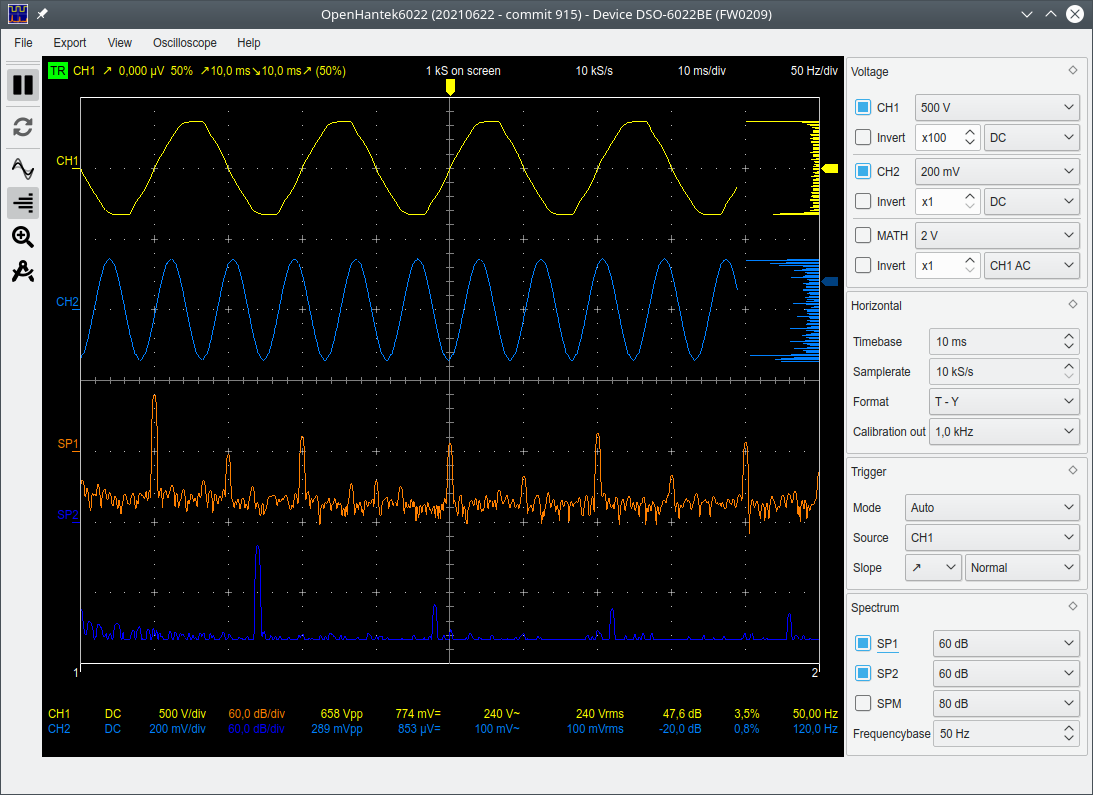 OpenHantek6022 (20210622 - commit 915) - Device DSO-6022BE (FW0209)
File Export View Oscilloscope Help
TR CH1 ↗ 0,000 µV 50% ↗10,0 ms↘10,0 ms↗ (50%) 1 kS on screen 10 kS/s 10 ms/div 50 Hz/div
CH1
CH2
SP1
SP2
1 2
CH1 DC 500 V/div 60,0 dB/div 658 Vpp 774 mV= 240 V~ 240 Vrms 47,6 dB 3,5% 50,00 Hz
CH2 DC 200 mV/div 60,0 dB/div 289 mVpp 853 µV= 100 mV~ 100 mVrms -20,0 dB 0,8% 120,0 Hz
Voltage
CH1 500 V
Invert x100 DC
CH2 200 mV
Invert x1 DC
MATH 2 V
Invert x1 CH1 AC
Horizontal
Timebase 10 ms
Samplerate 10 kS/s
Format T - Y
Calibration out 1,0 kHz
Trigger
Mode Auto
Source CH1
Slope ↗ Normal
Spectrum
SP1 60 dB
SP2 60 dB
SPM 80 dB
Frequencybase 50 Hz